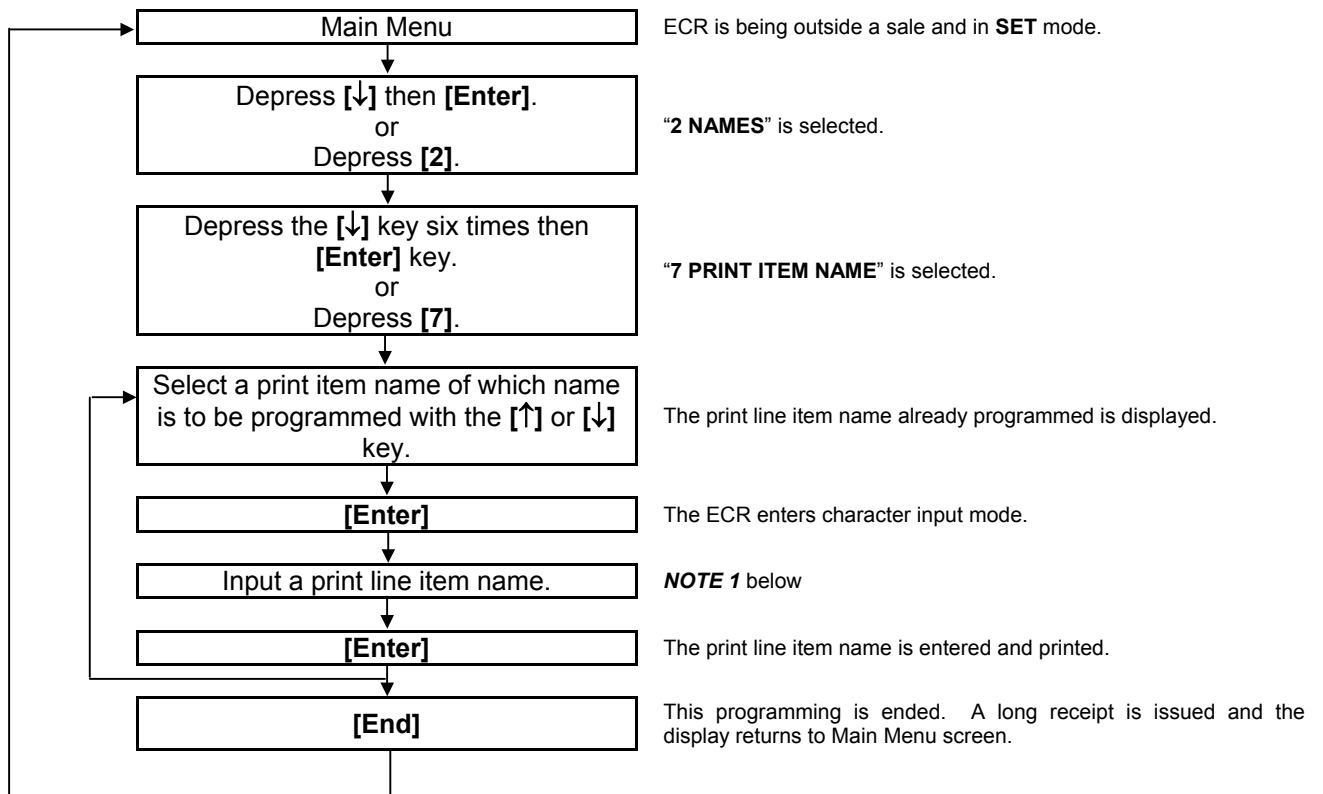 Main Menu
ECR is being outside a sale and in SET mode.
Depress [↓] then [Enter].
or
Depress [2].
“2 NAMES” is selected.
Depress the [↓] key six times then
[Enter] key.
or
Depress [7].
“7 PRINT ITEM NAME” is selected.
Select a print item name of which name
is to be programmed with the [↑] or [↓]
key.
The print line item name already programmed is displayed.
[Enter]
The ECR enters character input mode.
Input a print line item name.
NOTE 1 below
[Enter]
The print line item name is entered and printed.
[End]
This programming is ended. A long receipt is issued and the
display returns to Main Menu screen.